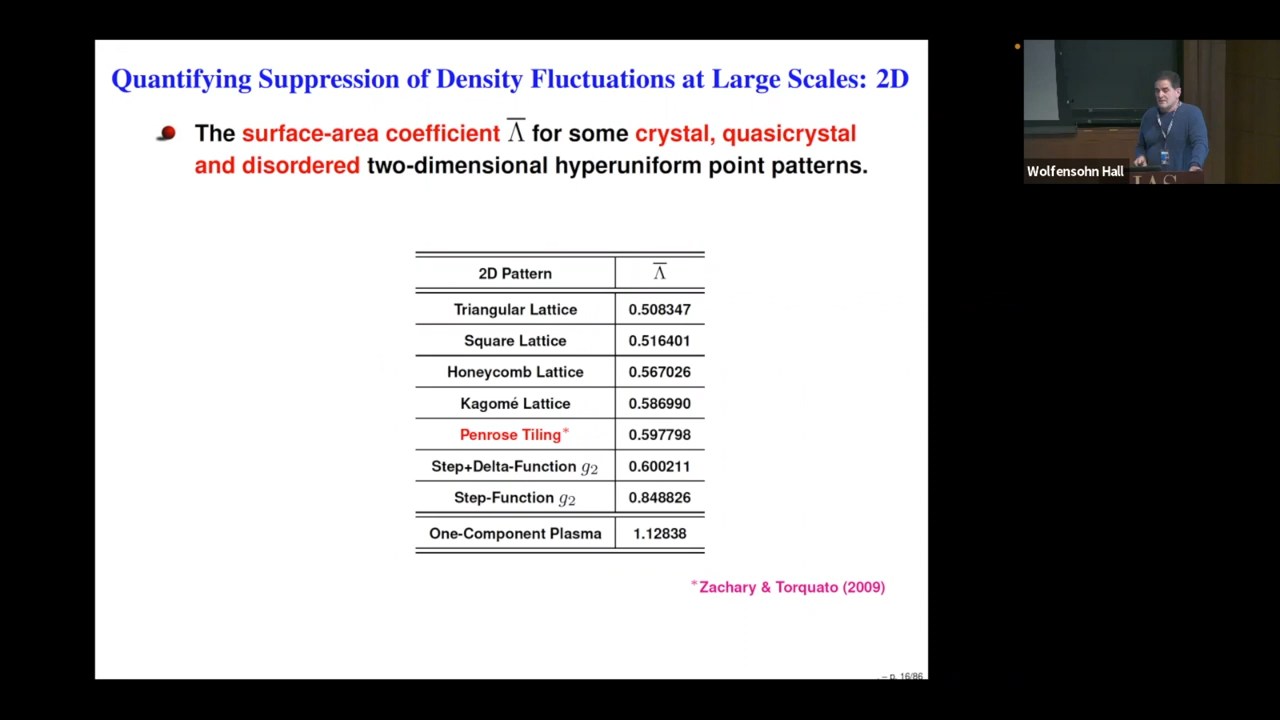 Quantifying Suppression of Density Fluctuations at Large Scales: 2D
The surface-area coefficient Λ̅ for some crystal, quasicrystal
and disordered two-dimensional hyperuniform point patterns.
2D Pattern Λ̅
Triangular Lattice 0.508347
Square Lattice 0.516401
Honeycomb Lattice 0.567026
Kagomé Lattice 0.586990
Penrose Tiling* 0.597798
Step+Delta-Function g₂ 0.600211
Step-Function g₂ 0.848826
One-Component Plasma 1.12838
*Zachary & Torquato (2009)
– p. 16/86
Wolfensohn Hall
IAS